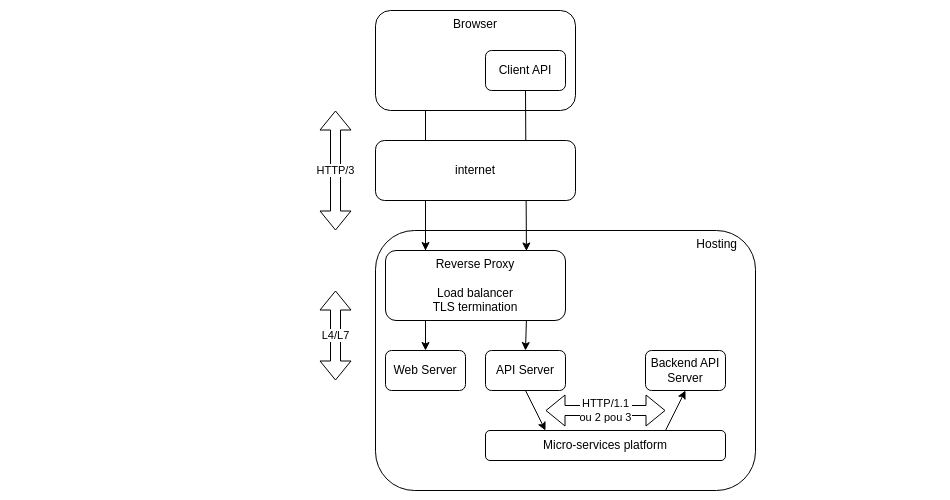 Browser
Client API
HTTP/3
internet
Hosting
Reverse Proxy
Load balancer
TLS termination
L4/L7
Web Server
API Server
Backend API
Server
HTTP/1.1
ou 2 pou 3
Micro-services platform